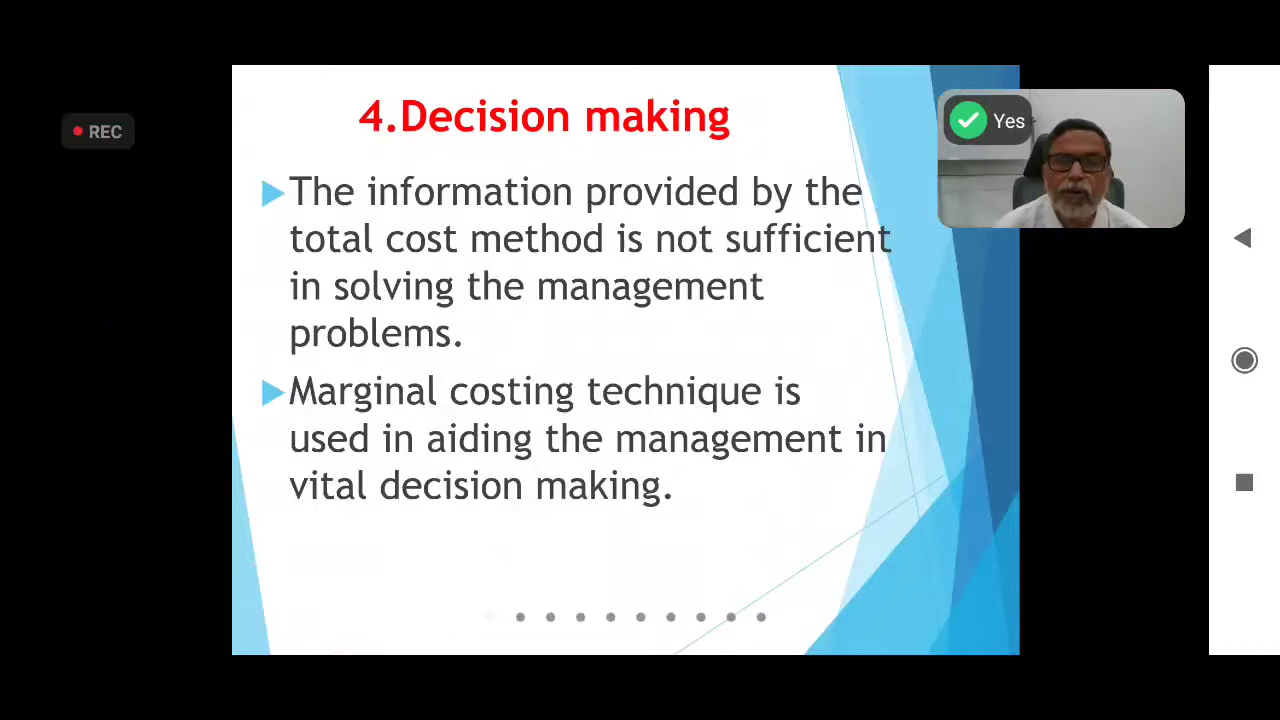 4.Decision making
REC
Yes
The information provided by the
total cost method is not sufficient
in solving the management
problems.
Marginal costing technique is
used in aiding the management in
vital decision making.